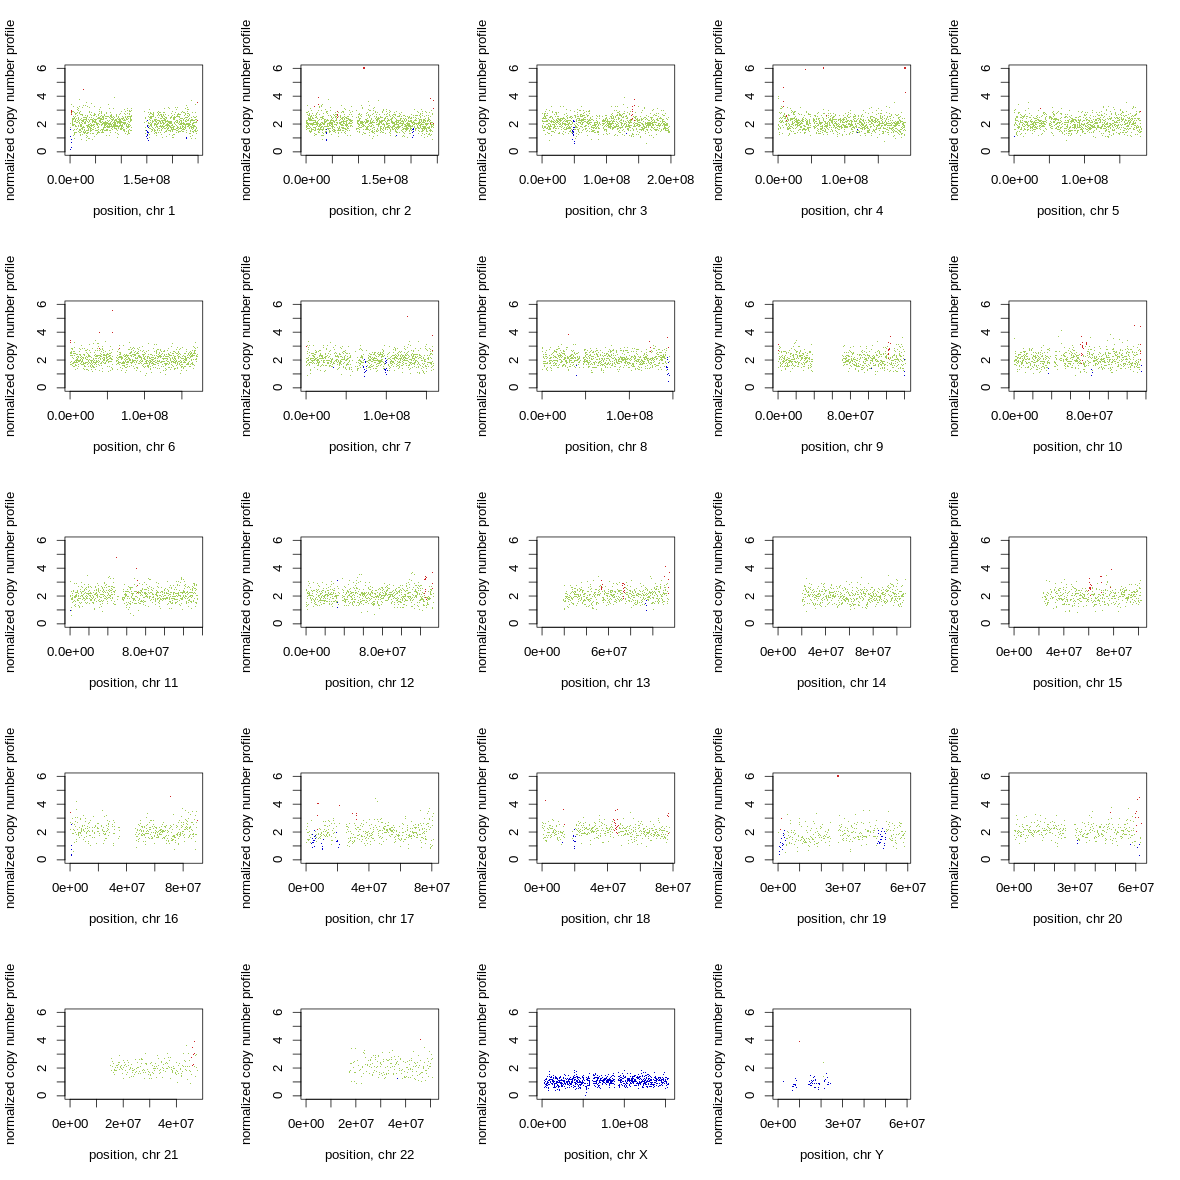 normalized copy number profile
0 2 4 6
0.0e+00 1.5e+08
position, chr 1
normalized copy number profile
0 2 4 6
0.0e+00 1.5e+08
position, chr 2
normalized copy number profile
0 2 4 6
0.0e+00 1.0e+08 2.0e+08
position, chr 3
normalized copy number profile
0 2 4 6
0.0e+00 1.0e+08
position, chr 4
normalized copy number profile
0 2 4 6
0.0e+00 1.0e+08
position, chr 5
normalized copy number profile
0 2 4 6
0.0e+00 1.0e+08
position, chr 6
normalized copy number profile
0 2 4 6
0.0e+00 1.0e+08
position, chr 7
normalized copy number profile
0 2 4 6
0.0e+00 1.0e+08
position, chr 8
normalized copy number profile
0 2 4 6
0.0e+00 8.0e+07
position, chr 9
normalized copy number profile
0 2 4 6
0.0e+00 8.0e+07
position, chr 10
normalized copy number profile
0 2 4 6
0.0e+00 8.0e+07
position, chr 11
normalized copy number profile
0 2 4 6
0.0e+00 8.0e+07
position, chr 12
normalized copy number profile
0 2 4 6
0e+00 6e+07
position, chr 13
normalized copy number profile
0 2 4 6
0e+00 4e+07 8e+07
position, chr 14
normalized copy number profile
0 2 4 6
0e+00 4e+07 8e+07
position, chr 15
normalized copy number profile
0 2 4 6
0e+00 4e+07 8e+07
position, chr 16
normalized copy number profile
0 2 4 6
0e+00 4e+07 8e+07
position, chr 17
normalized copy number profile
0 2 4 6
0e+00 4e+07 8e+07
position, chr 18
normalized copy number profile
0 2 4 6
0e+00 3e+07 6e+07
position, chr 19
normalized copy number profile
0 2 4 6
0e+00 3e+07 6e+07
position, chr 20
normalized copy number profile
0 2 4 6
0e+00 2e+07 4e+07
position, chr 21
normalized copy number profile
0 2 4 6
0e+00 2e+07 4e+07
position, chr 22
normalized copy number profile
0 2 4 6
0.0e+00 1.0e+08
position, chr X
normalized copy number profile
0 2 4 6
0e+00 3e+07 6e+07
position, chr Y